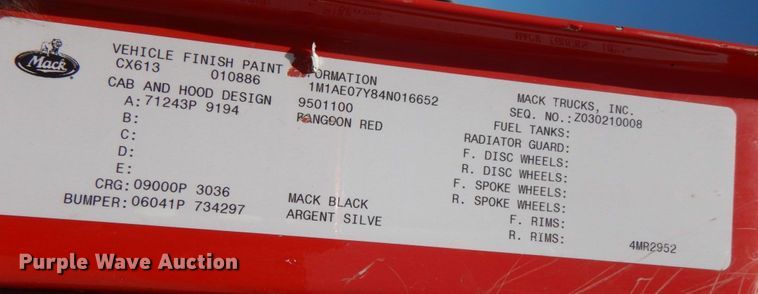 Mack
VEHICLE FINISH PAINT FORMATION
CX613 010886 1M1AE07Y84N016652
CAB AND HOOD DESIGN 9501100
A: 71243P 9194 RANGOON RED
B:
C:
D:
E:
CRG: 09000P 3036 MACK BLACK
BUMPER: 06041P 734297 ARGENT SILVE
MACK TRUCKS, INC.
SEQ. NO.: Z030210008
FUEL TANKS:
RADIATOR GUARD:
F. DISC WHEELS:
R. DISC WHEELS:
F. SPOKE WHEELS:
R. SPOKE WHEELS:
F. RIMS:
R. RIMS:
4MR2952
Purple Wave Auction